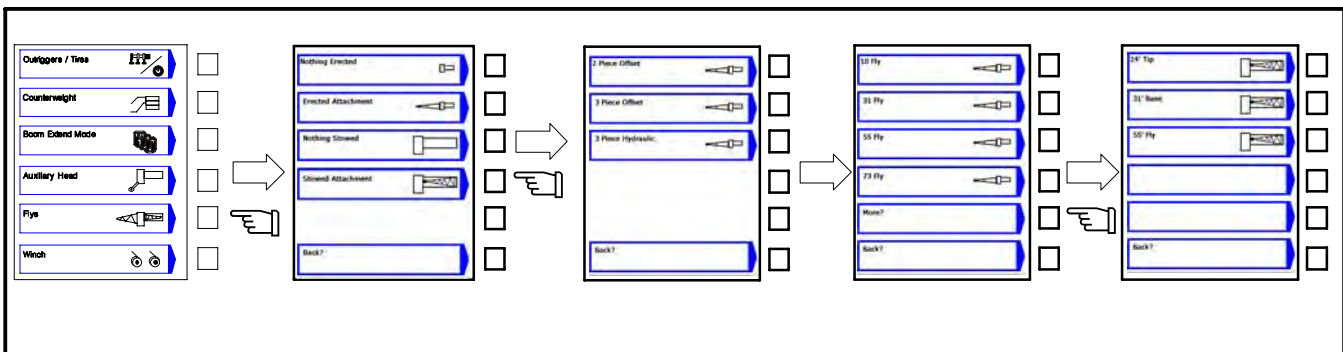 Outriggers / Tires
Counterweight
Boom Extend Mode
Auxiliary Head
Flys
Winch
Nothing Erected
Erected Attachment
Nothing Stowed
Stowed Attachment
Back?
2 Piece Offset
3 Piece Offset
3 Piece Hydraulic
Back?
10 Fly
31 Fly
55 Fly
73 Fly
More?
Back?
24' Tip
31' Base
55' Fly
Back?